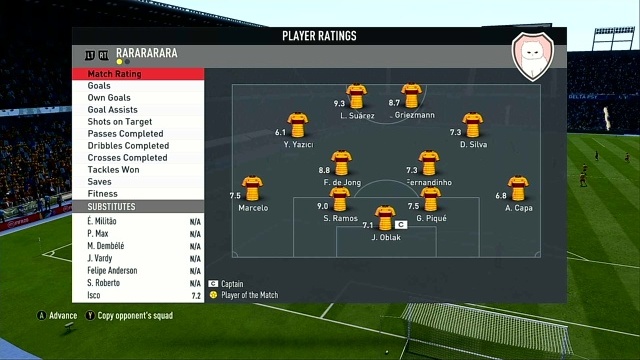 PLAYER RATINGS
LT RT RARARARARA
Match Rating
Goals
Own Goals
Goal Assists
Shots on Target
Passes Completed
Dribbles Completed
Crosses Completed
Tackles Won
Saves
Fitness
SUBSTITUTES
É. Militão N/A
P. Max N/A
M. Dembélé N/A
J. Vardy N/A
Felipe Anderson N/A
S. Roberto N/A
Isco 7.2
9.3
L. Suárez
8.7
. Griezmann
6.1
Y. Yazıcı
7.3
D. Silva
8.8
F. de Jong
7.3
Fernandinho
7.5
Marcelo
9.0
S. Ramos
7.5
G. Piqué
6.8
A. Capa
7.1
C
J. Oblak
C Captain
Player of the Match
A Advance Y Copy opponent's squad